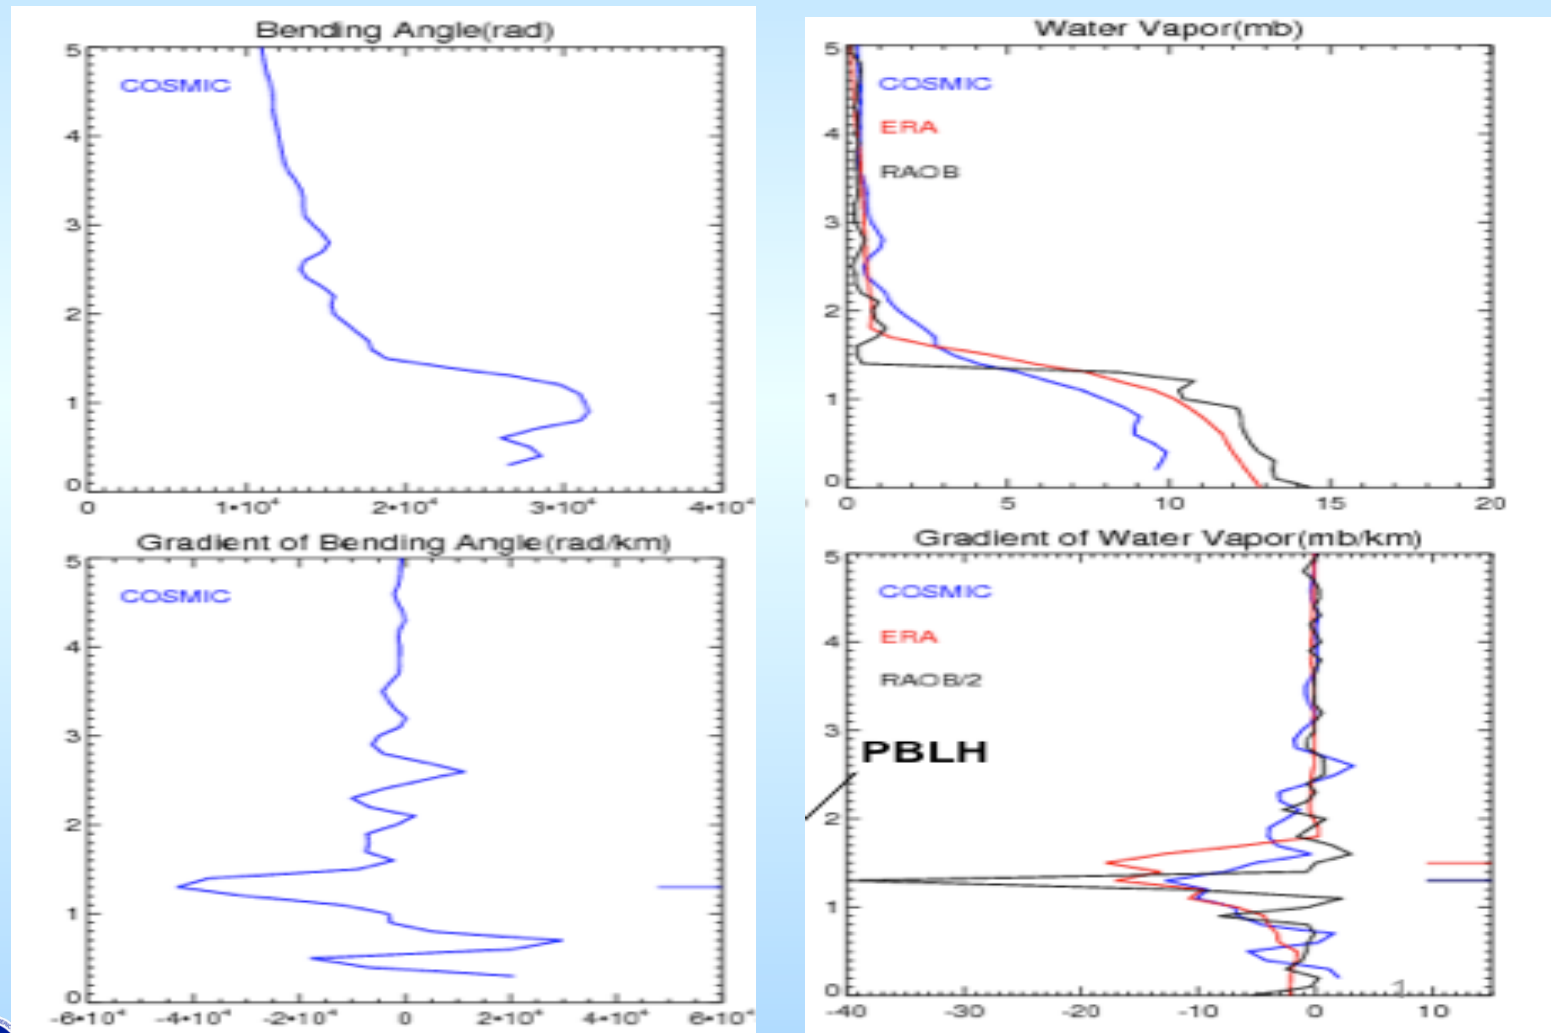 Bending Angle(rad)
5
COSMIC
4
3
2
1
0
0 1•10⁴ 2•10⁴ 3•10⁴ 4•10⁴
Water Vapor(mb)
5
COSMIC
4
ERA
RAOB
3
2
1
0
0 5 10 15 20
Gradient of Bending Angle(rad/km)
5
COSMIC
4
3
2
1
0
-6•10⁴ -4•10⁴ -2•10⁴ 0 2•10⁴ 4•10⁴ 6•10⁴
Gradient of Water Vapor(mb/km)
5
COSMIC
ERA
4
RAOB/2
3
PBLH
2
1
0
-40 -30 -20 -10 0 10